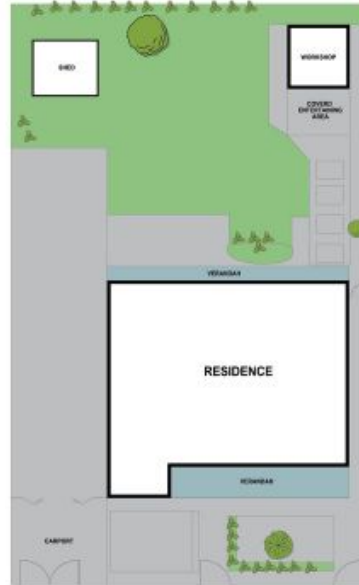 SHED
WORKSHOP
COVERED
ENTERTAINING
AREA
VERANDAH
RESIDENCE
VERANDAH
CARPORT